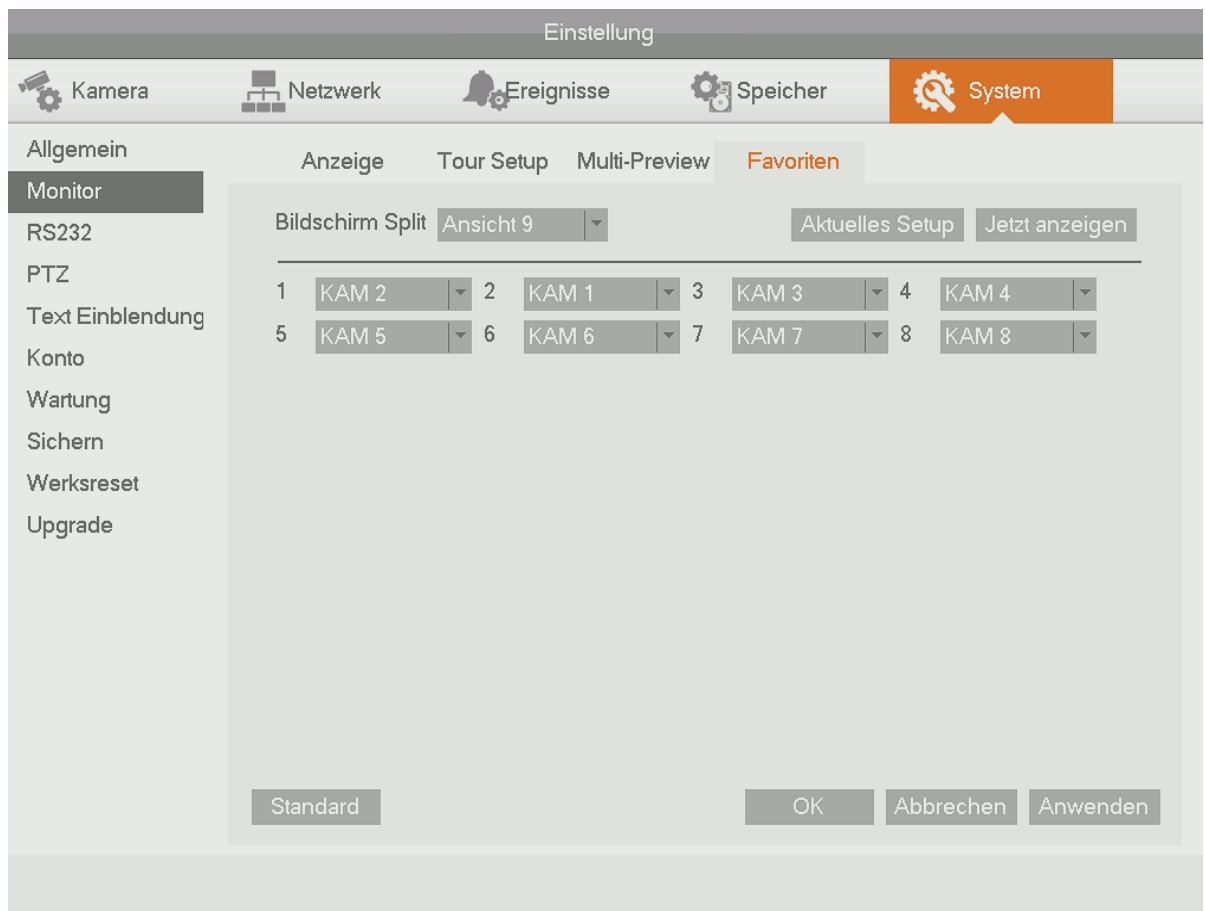 Einstellung
Kamera Netzwerk Ereignisse Speicher System
Allgemein
Monitor
RS232
PTZ
Text Einblendung
Konto
Wartung
Sichern
Werksreset
Upgrade
Anzeige Tour Setup Multi-Preview Favoriten
Bildschirm Split Ansicht 9 Aktuelles Setup Jetzt anzeigen
1 KAM 2 2 KAM 1 3 KAM 3 4 KAM 4
5 KAM 5 6 KAM 6 7 KAM 7 8 KAM 8
Standard OK Abbrechen Anwenden